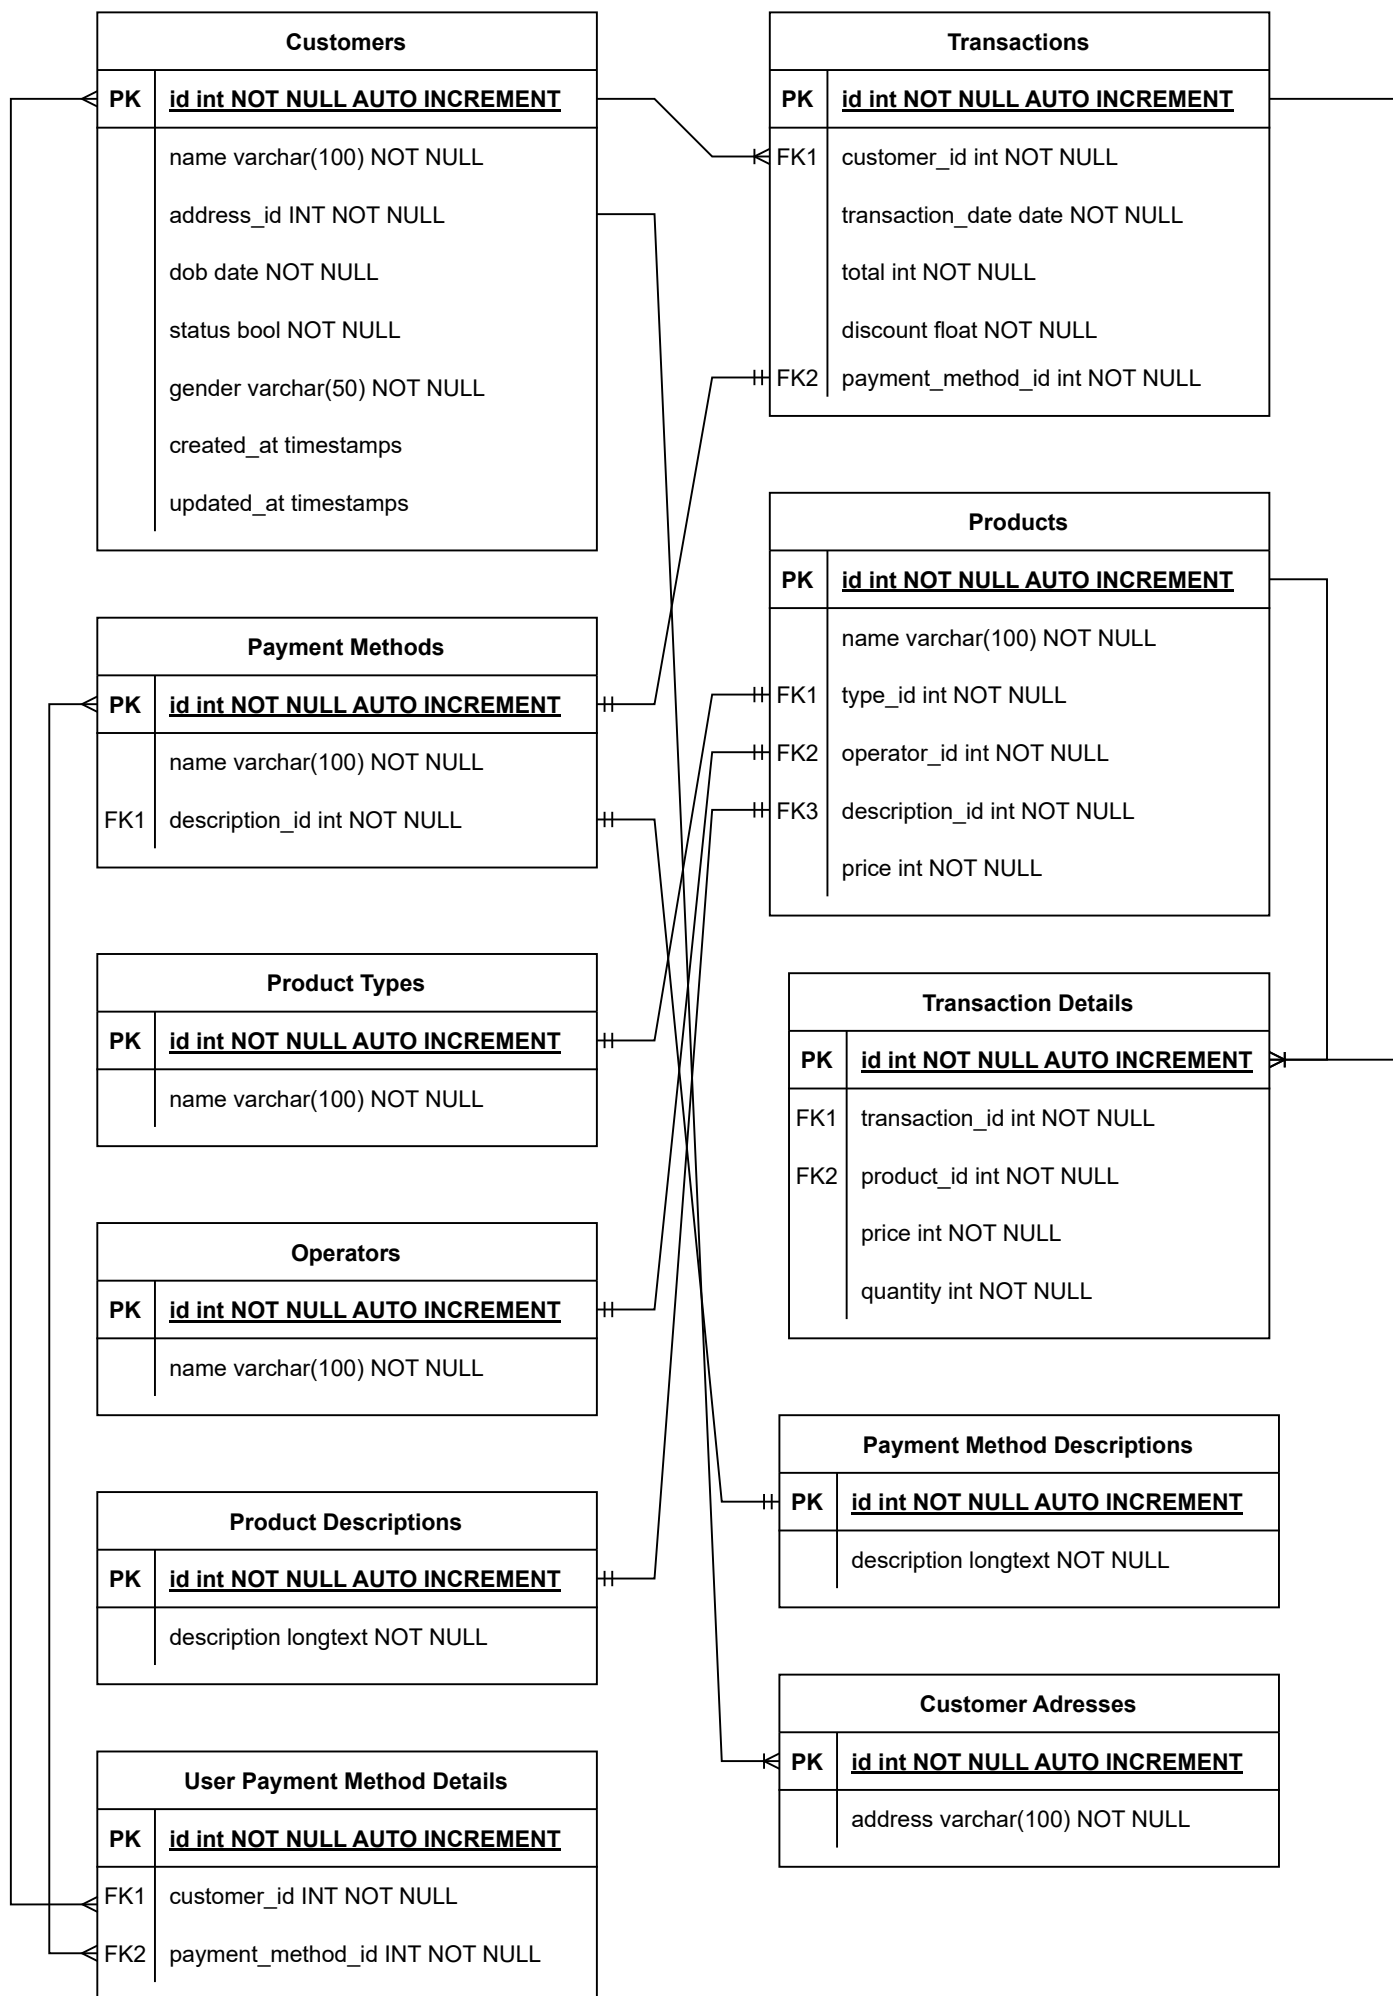 Customers
PK id int NOT NULL AUTO INCREMENT
name varchar(100) NOT NULL
address_id INT NOT NULL
dob date NOT NULL
status bool NOT NULL
gender varchar(50) NOT NULL
created_at timestamps
updated_at timestamps
Transactions
PK id int NOT NULL AUTO INCREMENT
FK1 customer_id int NOT NULL
transaction_date date NOT NULL
total int NOT NULL
discount float NOT NULL
FK2 payment_method_id int NOT NULL
Payment Methods
PK id int NOT NULL AUTO INCREMENT
name varchar(100) NOT NULL
FK1 description_id int NOT NULL
Products
PK id int NOT NULL AUTO INCREMENT
name varchar(100) NOT NULL
FK1 type_id int NOT NULL
FK2 operator_id int NOT NULL
FK3 description_id int NOT NULL
price int NOT NULL
Product Types
PK id int NOT NULL AUTO INCREMENT
name varchar(100) NOT NULL
Transaction Details
PK id int NOT NULL AUTO INCREMENT
FK1 transaction_id int NOT NULL
FK2 product_id int NOT NULL
price int NOT NULL
quantity int NOT NULL
Operators
PK id int NOT NULL AUTO INCREMENT
name varchar(100) NOT NULL
Payment Method Descriptions
PK id int NOT NULL AUTO INCREMENT
description longtext NOT NULL
Product Descriptions
PK id int NOT NULL AUTO INCREMENT
description longtext NOT NULL
Customer Adresses
PK id int NOT NULL AUTO INCREMENT
address varchar(100) NOT NULL
User Payment Method Details
PK id int NOT NULL AUTO INCREMENT
FK1 customer_id INT NOT NULL
FK2 payment_method_id INT NOT NULL